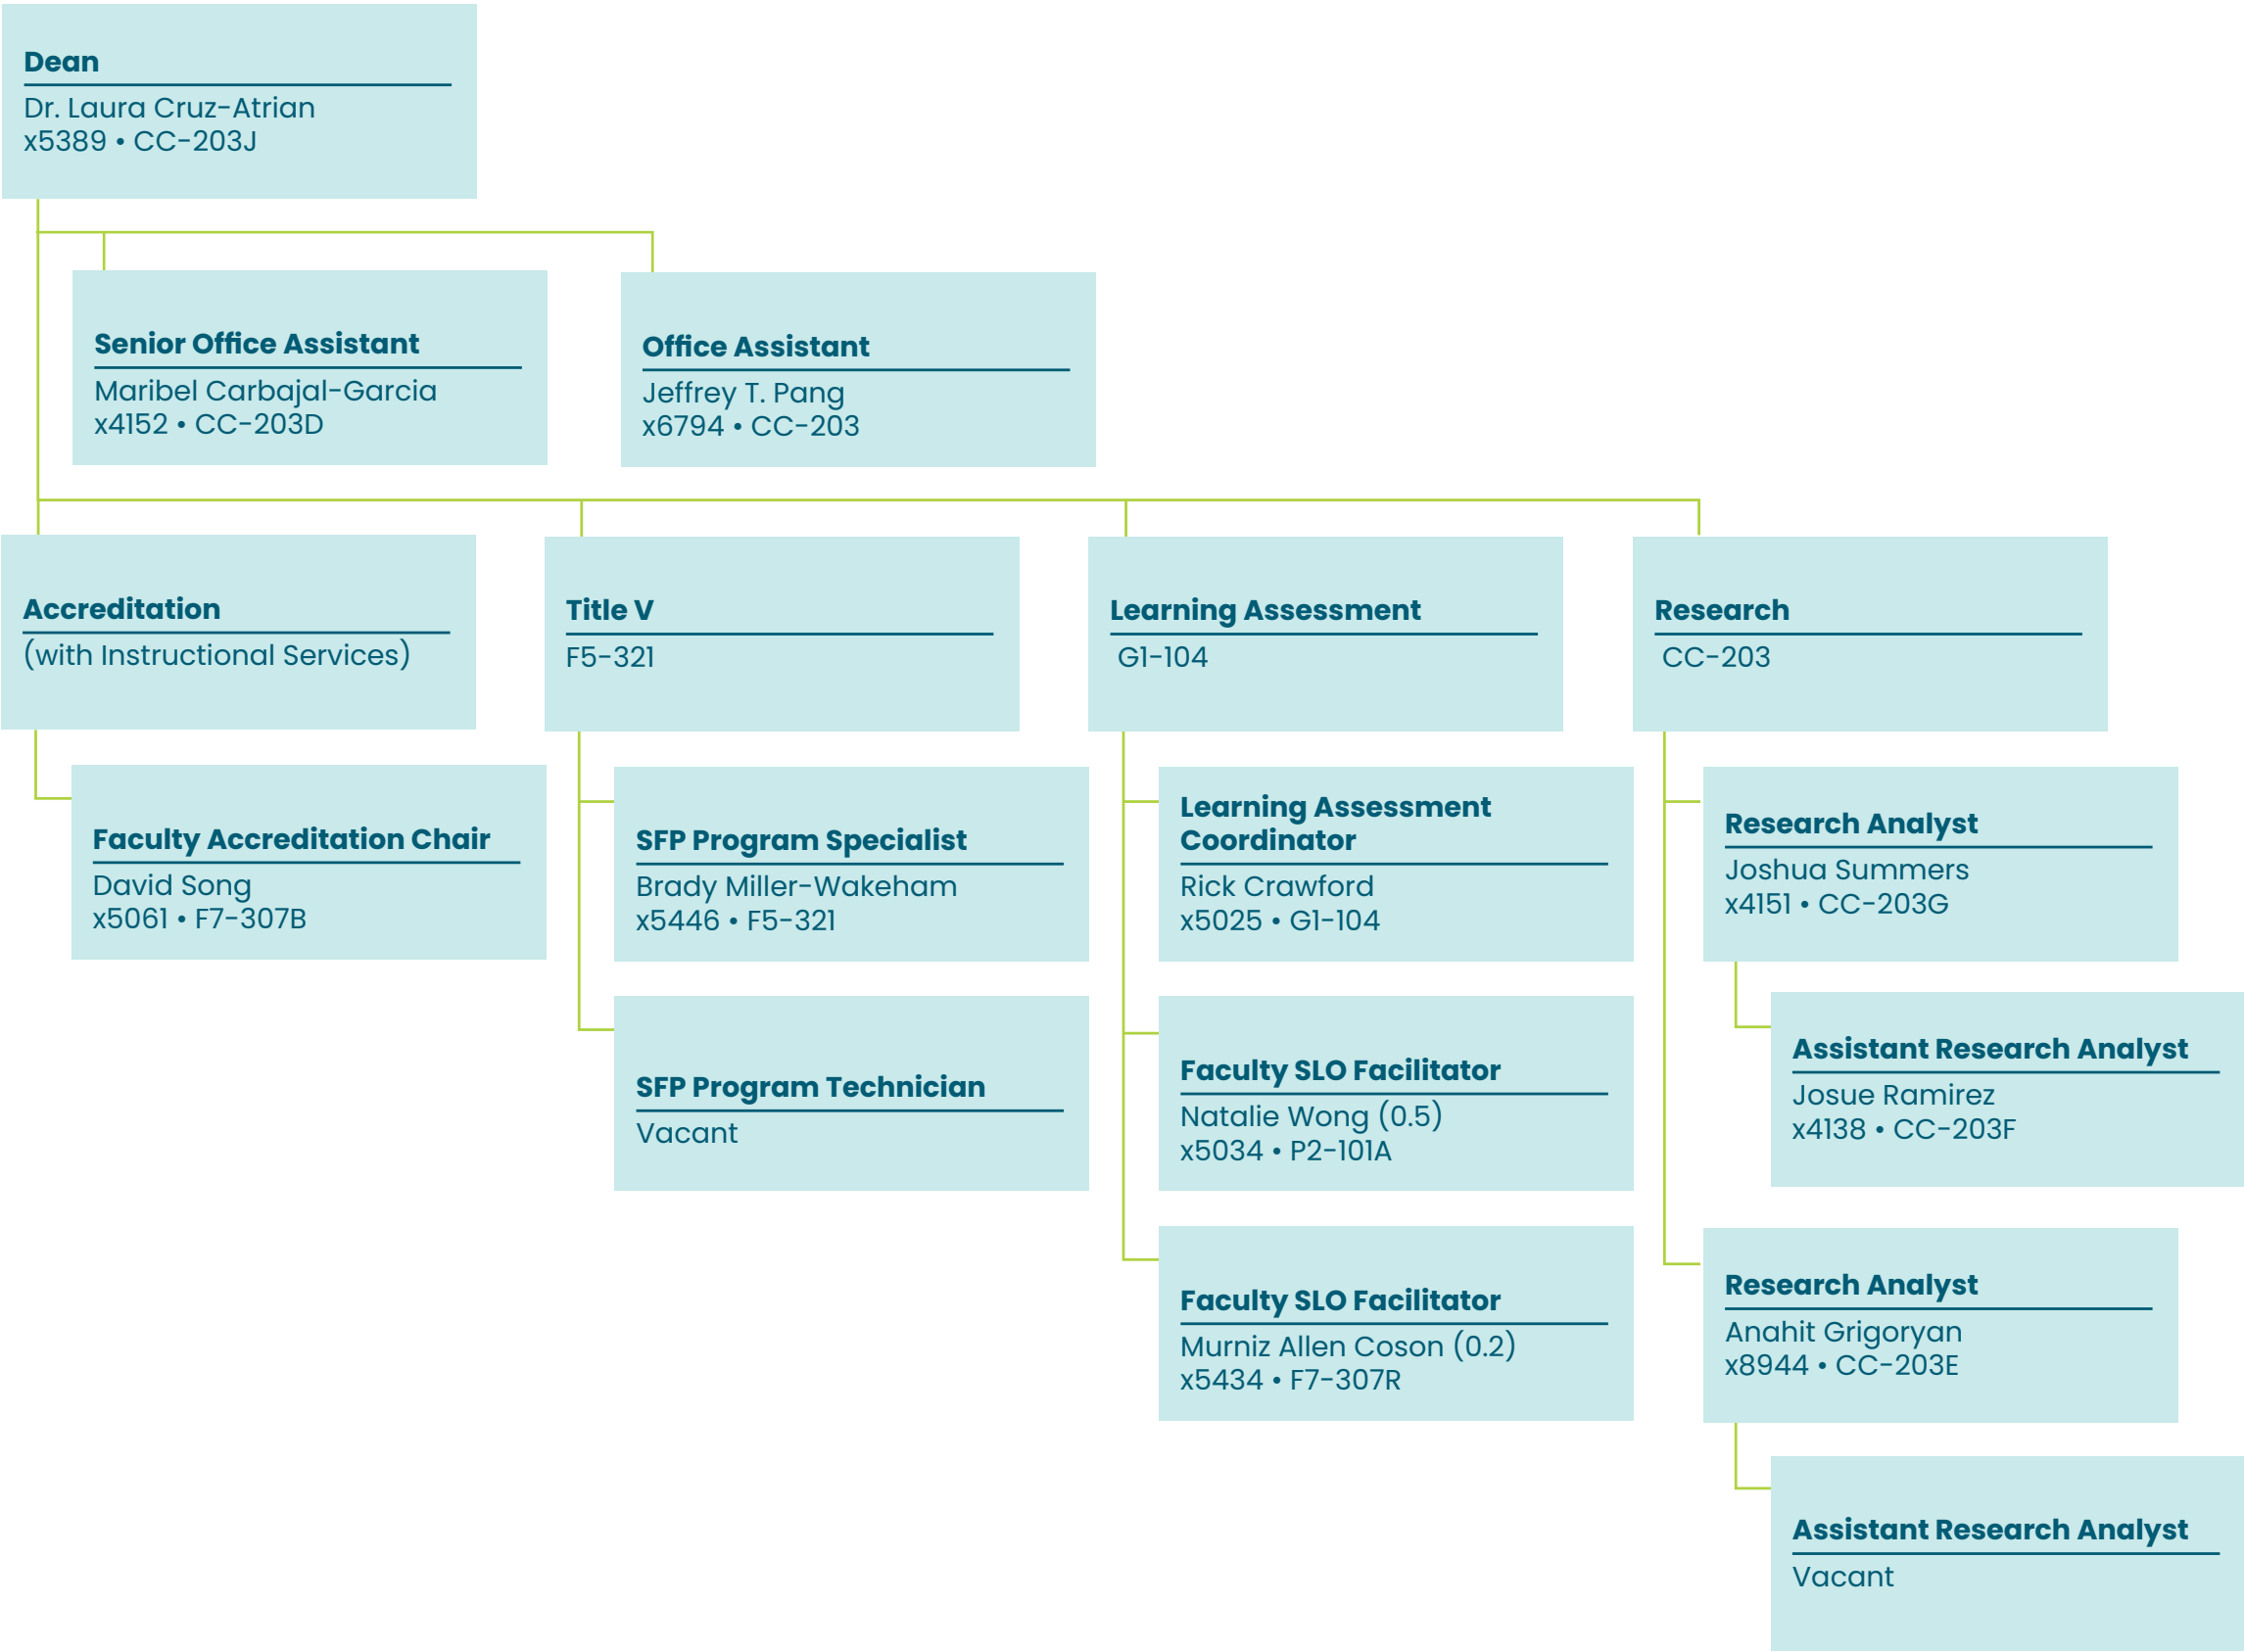 Dean
Dr. Laura Cruz-Atrian
x5389 • CC-203J
Senior Office Assistant
Maribel Carbajal-Garcia
x4152 • CC-203D
Office Assistant
Jeffrey T. Pang
x6794 • CC-203
Accreditation
(with Instructional Services)
Title V
F5-321
Learning Assessment
G1-104
Research
CC-203
Faculty Accreditation Chair
David Song
x5061 • F7-307B
SFP Program Specialist
Brady Miller-Wakeham
x5446 • F5-321
SFP Program Technician
Vacant
Learning Assessment
Coordinator
Rick Crawford
x5025 • G1-104
Faculty SLO Facilitator
Natalie Wong (0.5)
x5034 • P2-101A
Faculty SLO Facilitator
Murniz Allen Coson (0.2)
x5434 • F7-307R
Research Analyst
Joshua Summers
x4151 • CC-203G
Assistant Research Analyst
Josue Ramirez
x4138 • CC-203F
Research Analyst
Anahit Grigoryan
x8944 • CC-203E
Assistant Research Analyst
Vacant